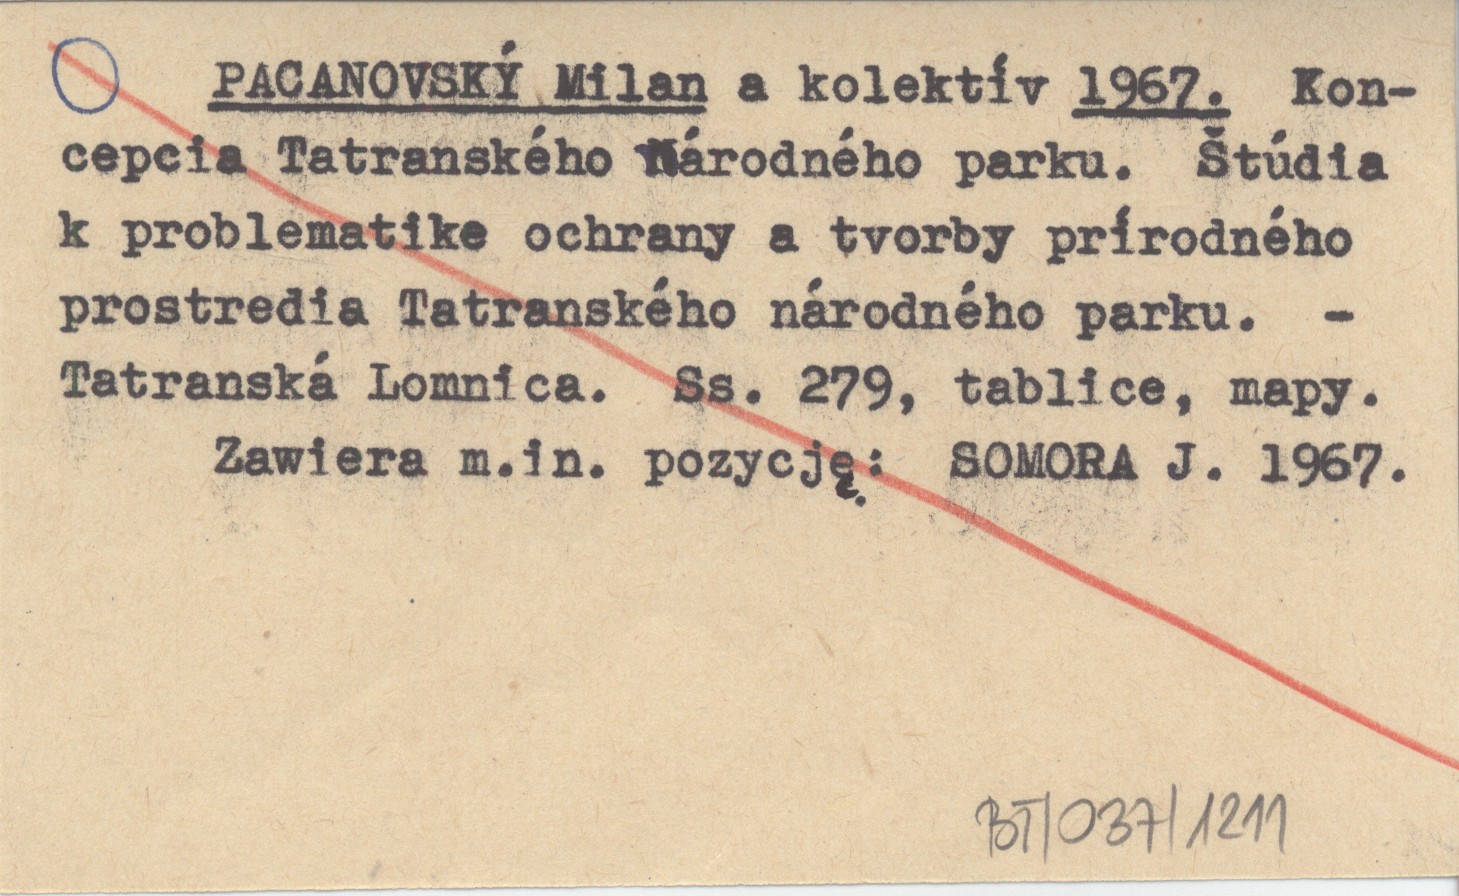 PACANOVSKÝ Milan a kolektív 1967. Kon-
cepcia Tatranského Národného parku. Štúdia
k problematike ochrany a tvorby prírodného
prostredia Tatranského národného parku. -
Tatranská Lomnica. Ss. 279, tablice, mapy.
Zawiera m.in. pozycję: SOMORA J. 1967.
BT/037/1211